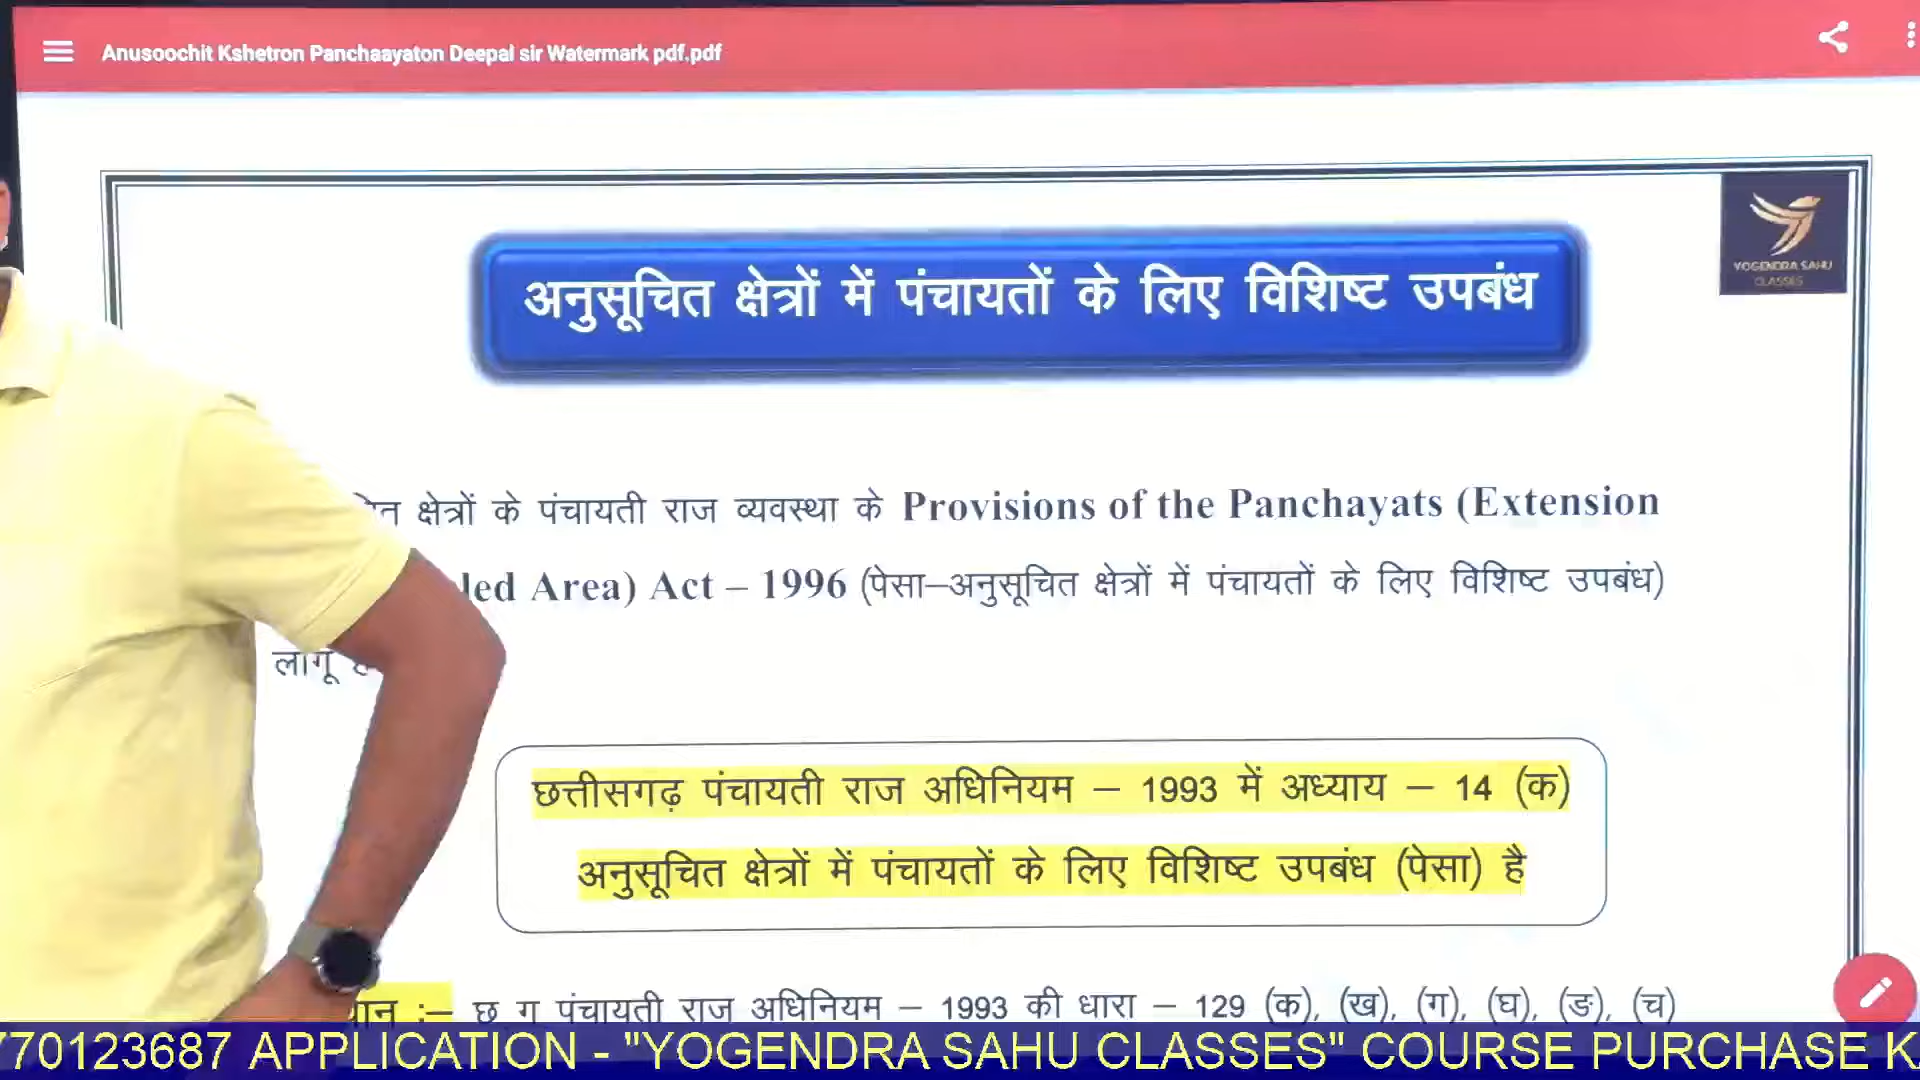 Anusoochit Kshetron Panchaayaton Deepal sir Watermark pdf.pdf
YOGENDRA SAHU
CLASSES
अनुसूचित क्षेत्रों में पंचायतों के लिए विशिष्ट उपबंध
क्षेत्रों के पंचायती राज व्यवस्था के Provisions of the Panchayats (Extension
Area) Act – 1996 (पेसा–अनुसूचित क्षेत्रों में पंचायतों के लिए विशिष्ट उपबंध)
लागू
छत्तीसगढ़ पंचायती राज अधिनियम – 1993 में अध्याय – 14 (क)
अनुसूचित क्षेत्रों में पंचायतों के लिए विशिष्ट उपबंध (पेसा) है
:– छ ग पंचायती राज अधिनियम – 1993 की धारा – 129 (क), (ख), (ग), (घ), (ङ), (च)
770123687 APPLICATION - "YOGENDRA SAHU CLASSES" COURSE PURCHASE K